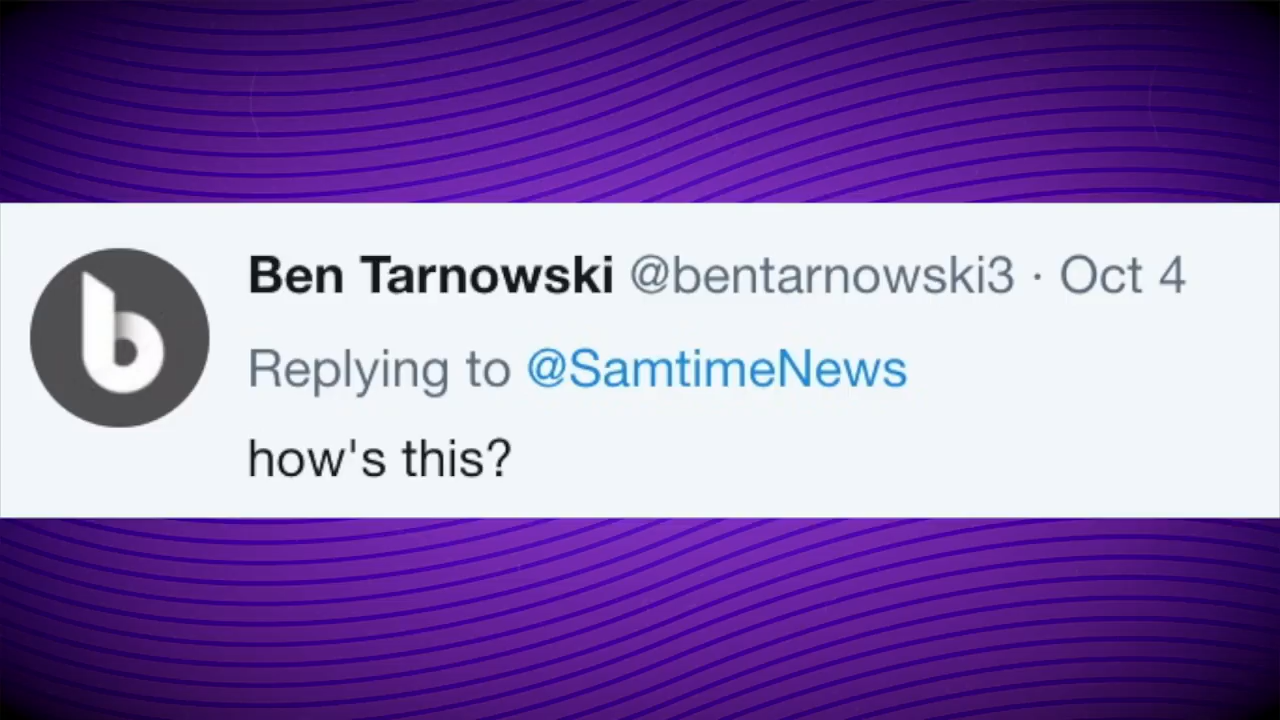 Ben Tarnowski @bentarnowski3 · Oct 4
Replying to @SamtimeNews
how's this?